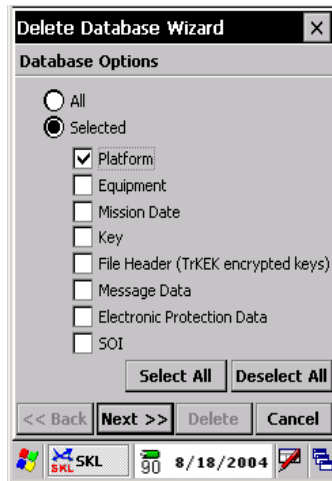 Delete Database Wizard
Database Options
All
Selected
Platform
Equipment
Mission Date
Key
File Header (TrKEK encrypted keys)
Message Data
Electronic Protection Data
SOI
Select All Deselect All
<< Back Next >> Delete Cancel
SKL SKL 90 8/18/2004